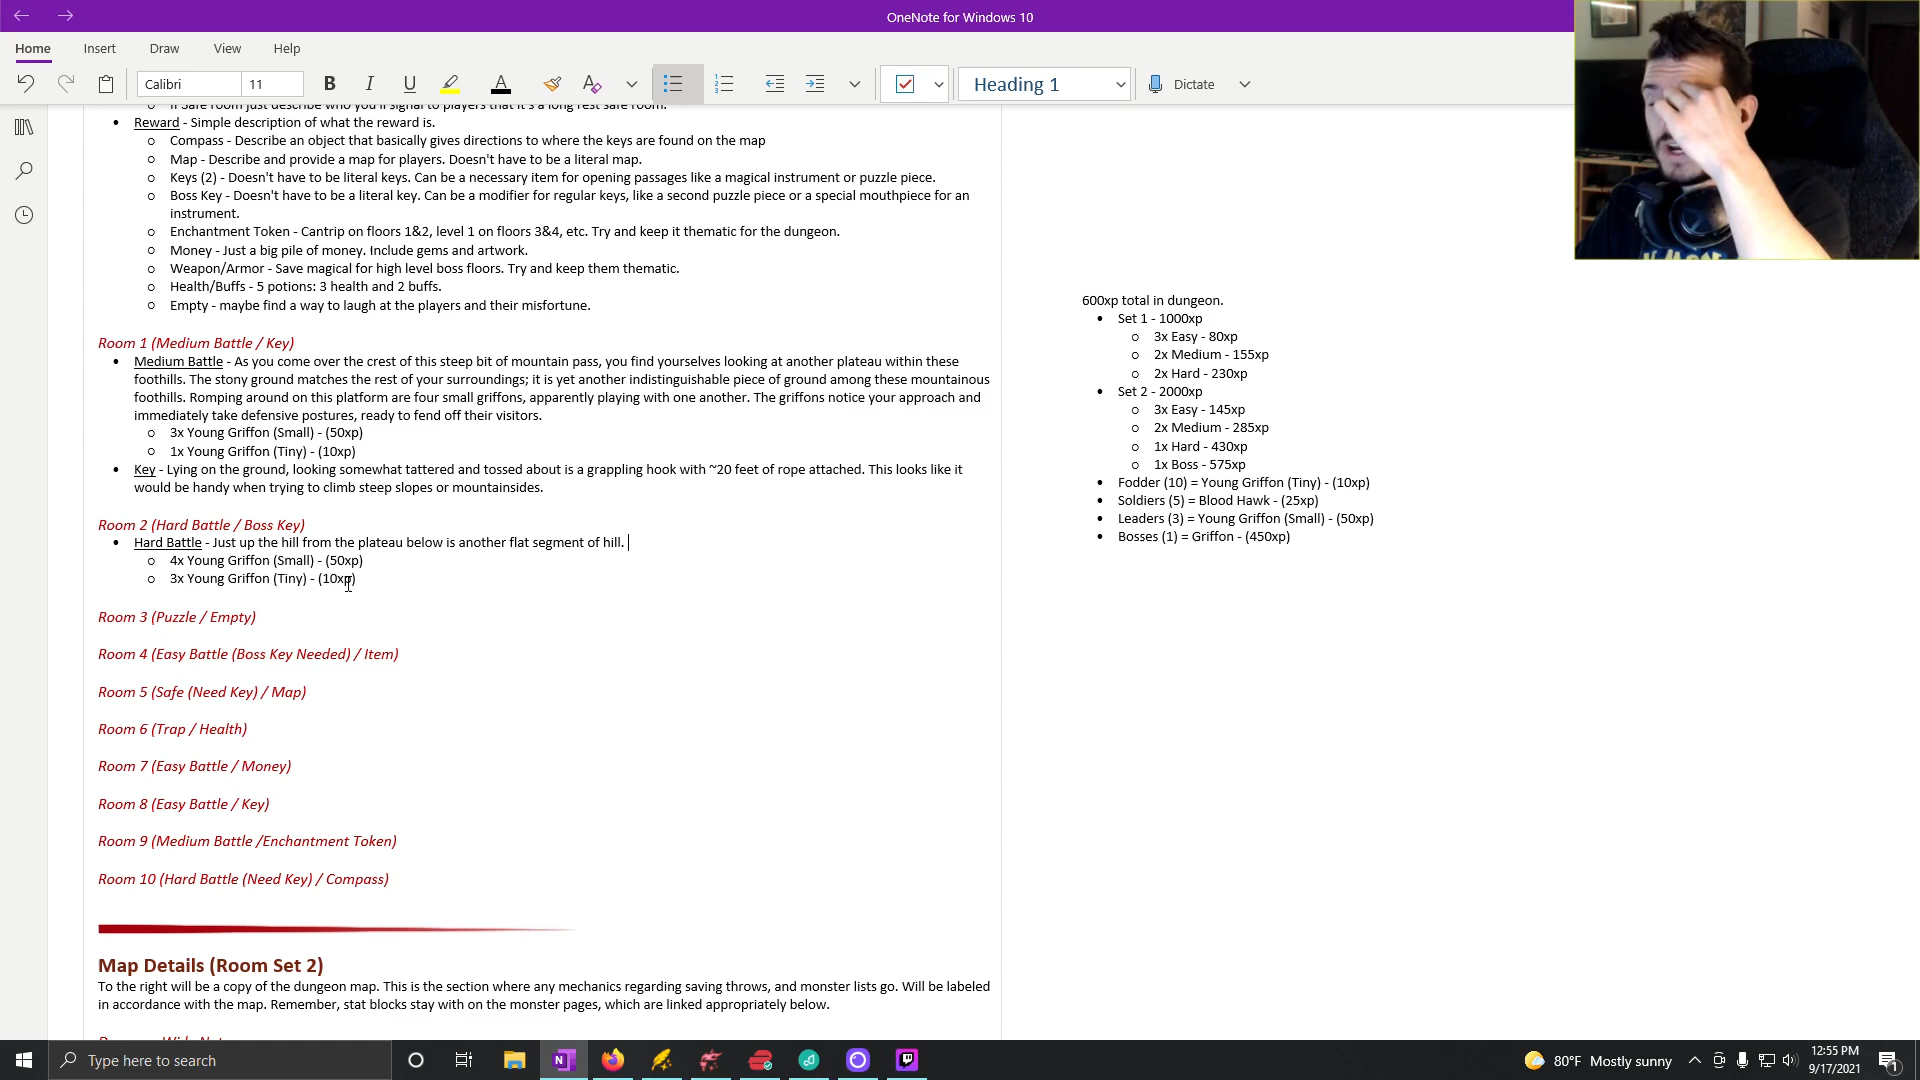 OneNote for Windows 10
Home Insert Draw View Help
Calibri 11 B I U A A Heading 1 Dictate
If Safe room just describe who you'll signal to players that it's a long rest safe room.
Reward - Simple description of what the reward is.
Compass - Describe an object that basically gives directions to where the keys are found on the map
Map - Describe and provide a map for players. Doesn't have to be a literal map.
Keys (2) - Doesn't have to be literal keys. Can be a necessary item for opening passages like a magical instrument or puzzle piece.
Boss Key - Doesn't have to be a literal key. Can be a modifier for regular keys, like a second puzzle piece or a special mouthpiece for an
instrument.
Enchantment Token - Cantrip on floors 1&2, level 1 on floors 3&4, etc. Try and keep it thematic for the dungeon.
Money - Just a big pile of money. Include gems and artwork.
Weapon/Armor - Save magical for high level boss floors. Try and keep them thematic.
Health/Buffs - 5 potions: 3 health and 2 buffs.
Empty - maybe find a way to laugh at the players and their misfortune.
Room 1 (Medium Battle / Key)
Medium Battle - As you come over the crest of this steep bit of mountain pass, you find yourselves looking at another plateau within these
foothills. The stony ground matches the rest of your surroundings; it is yet another indistinguishable piece of ground among these mountainous
foothills. Romping around on this platform are four small griffons, apparently playing with one another. The griffons notice your approach and
immediately take defensive postures, ready to fend off their visitors.
3x Young Griffon (Small) - (50xp)
1x Young Griffon (Tiny) - (10xp)
Key - Lying on the ground, looking somewhat tattered and tossed about is a grappling hook with ~20 feet of rope attached. This looks like it
would be handy when trying to climb steep slopes or mountainsides.
Room 2 (Hard Battle / Boss Key)
Hard Battle - Just up the hill from the plateau below is another flat segment of hill.
4x Young Griffon (Small) - (50xp)
3x Young Griffon (Tiny) - (10xp)
Room 3 (Puzzle / Empty)
Room 4 (Easy Battle (Boss Key Needed) / Item)
Room 5 (Safe (Need Key) / Map)
Room 6 (Trap / Health)
Room 7 (Easy Battle / Money)
Room 8 (Easy Battle / Key)
Room 9 (Medium Battle /Enchantment Token)
Room 10 (Hard Battle (Need Key) / Compass)
Map Details (Room Set 2)
To the right will be a copy of the dungeon map. This is the section where any mechanics regarding saving throws, and monster lists go. Will be labeled
in accordance with the map. Remember, stat blocks stay with on the monster pages, which are linked appropriately below.
600xp total in dungeon.
Set 1 - 1000xp
3x Easy - 80xp
2x Medium - 155xp
2x Hard - 230xp
Set 2 - 2000xp
3x Easy - 145xp
2x Medium - 285xp
1x Hard - 430xp
1x Boss - 575xp
Fodder (10) = Young Griffon (Tiny) - (10xp)
Soldiers (5) = Blood Hawk - (25xp)
Leaders (3) = Young Griffon (Small) - (50xp)
Bosses (1) = Griffon - (450xp)
Type here to search
80°F Mostly sunny
12:55 PM
9/17/2021
1